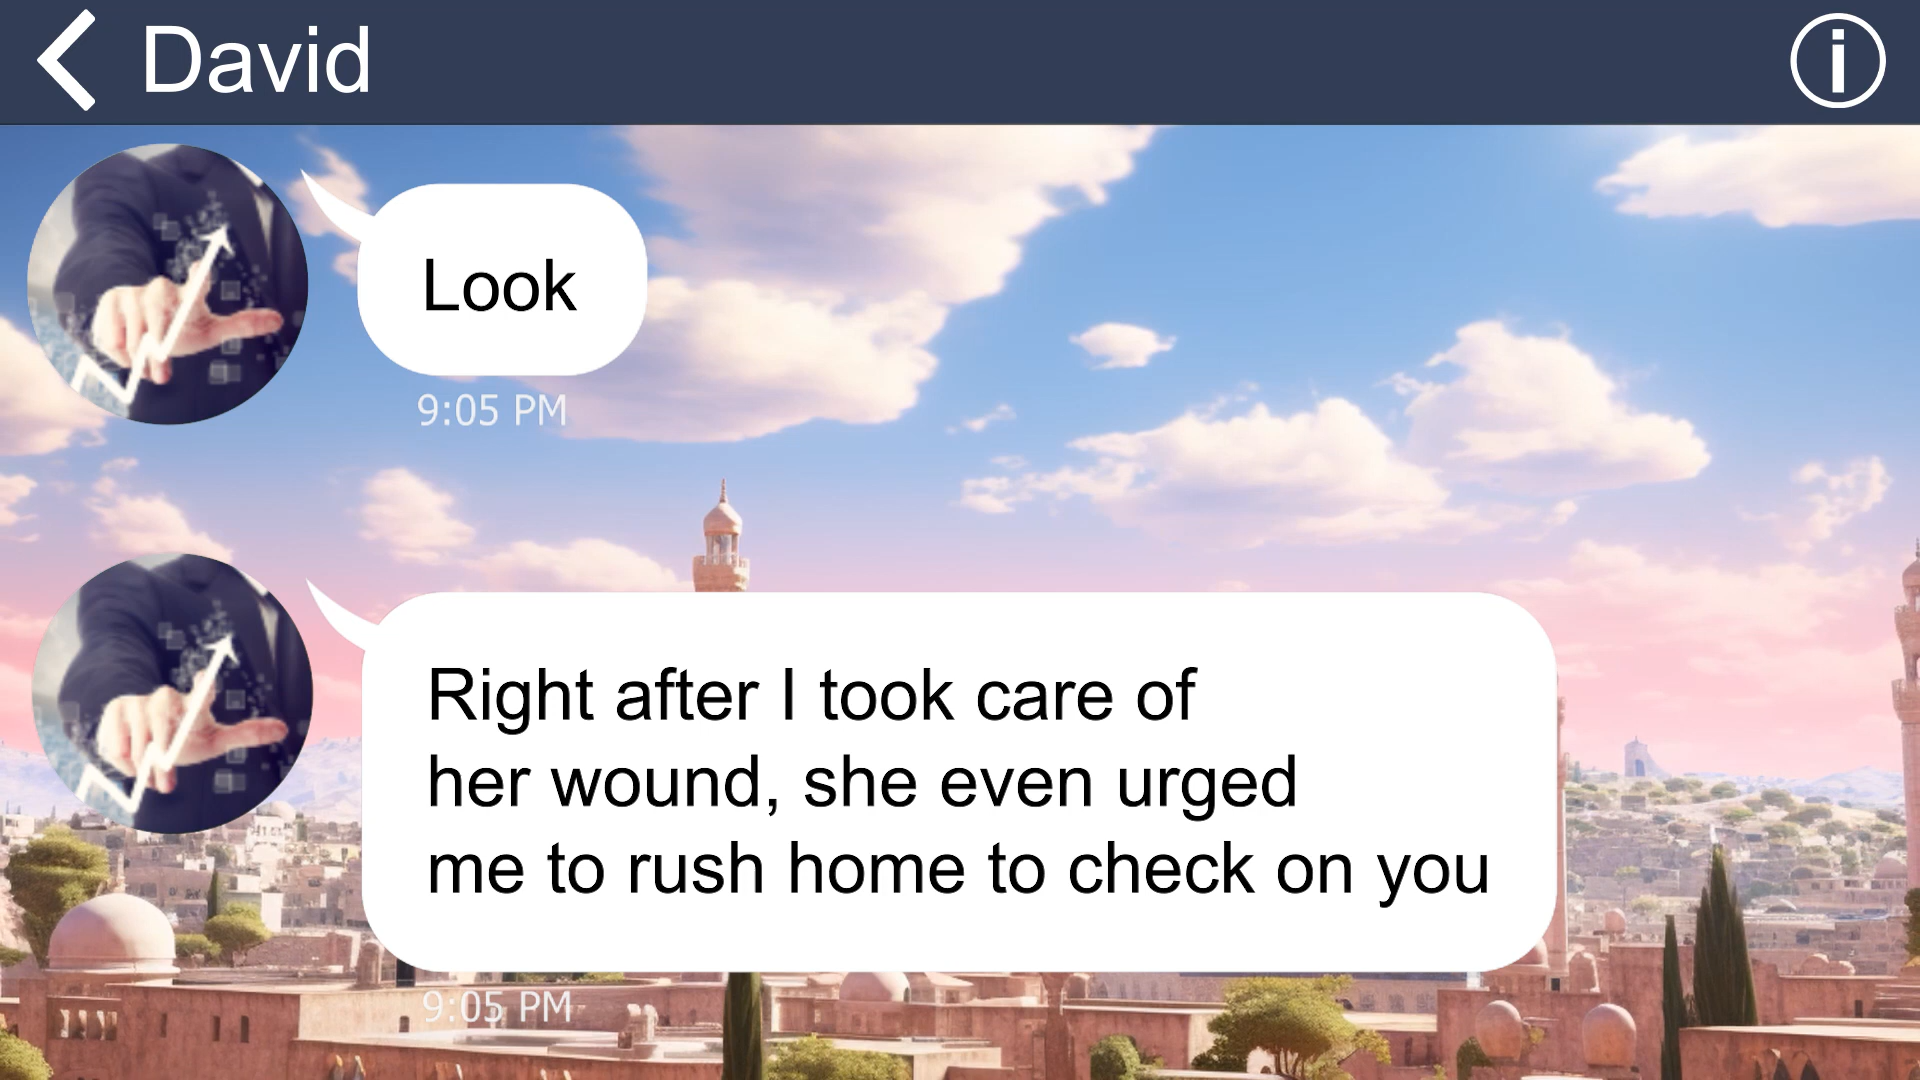 David
Look
9:05 PM
Right after I took care of
her wound, she even urged
me to rush home to check on you
9:05 PM